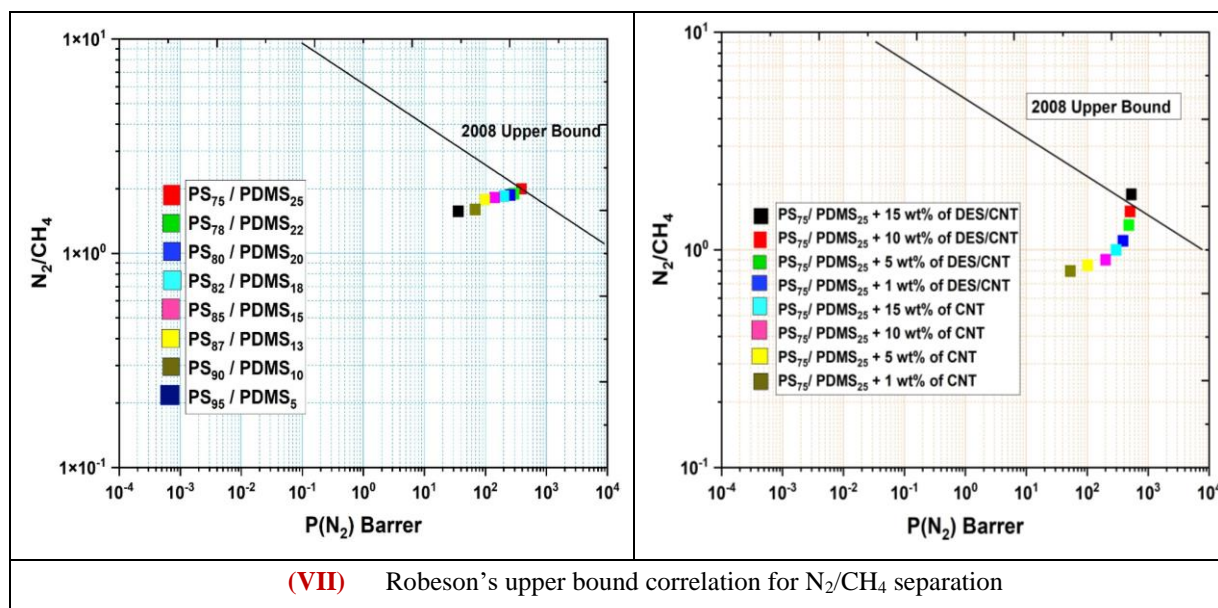 1×10¹
1×10⁰
1×10⁻¹
N₂/CH₄
2008 Upper Bound
PS₇₅ / PDMS₂₅
PS₇₈ / PDMS₂₂
PS₈₀ / PDMS₂₀
PS₈₂ / PDMS₁₈
PS₈₅ / PDMS₁₅
PS₈₇ / PDMS₁₃
PS₉₀ / PDMS₁₀
PS₉₅ / PDMS₅
10⁻⁴ 10⁻³ 10⁻² 10⁻¹ 10⁰ 10¹ 10² 10³ 10⁴
P(N₂) Barrer
10¹
10⁰
10⁻¹
N₂/CH₄
2008 Upper Bound
PS₇₅/ PDMS₂₅ + 15 wt% of DES/CNT
PS₇₅/ PDMS₂₅ + 10 wt% of DES/CNT
PS₇₅/ PDMS₂₅ + 5 wt% of DES/CNT
PS₇₅/ PDMS₂₅ + 1 wt% of DES/CNT
PS₇₅/ PDMS₂₅ + 15 wt% of CNT
PS₇₅/ PDMS₂₅ + 10 wt% of CNT
PS₇₅/ PDMS₂₅ + 5 wt% of CNT
PS₇₅/ PDMS₂₅ + 1 wt% of CNT
10⁻⁴ 10⁻³ 10⁻² 10⁻¹ 10⁰ 10¹ 10² 10³ 10⁴
P(N₂) Barrer
(VII) Robeson's upper bound correlation for N₂/CH₄ separation